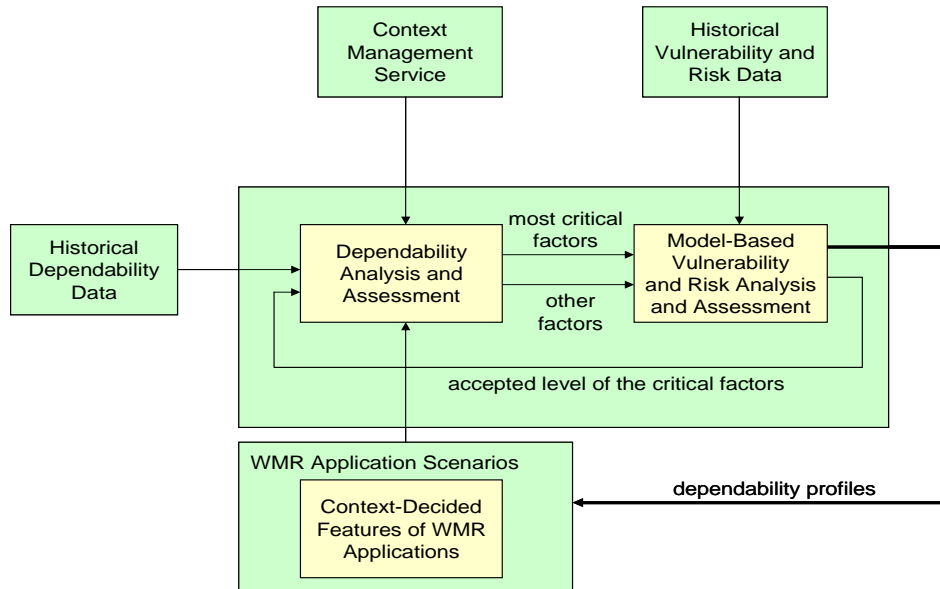 Context
Management
Service
Historical
Vulnerability and
Risk Data
Historical
Dependability
Data
Dependability
Analysis and
Assessment
most critical
factors
other
factors
Model-Based
Vulnerability
and Risk Analysis
and Assessment
accepted level of the critical factors
WMR Application Scenarios
Context-Decided
Features of WMR
Applications
dependability profiles